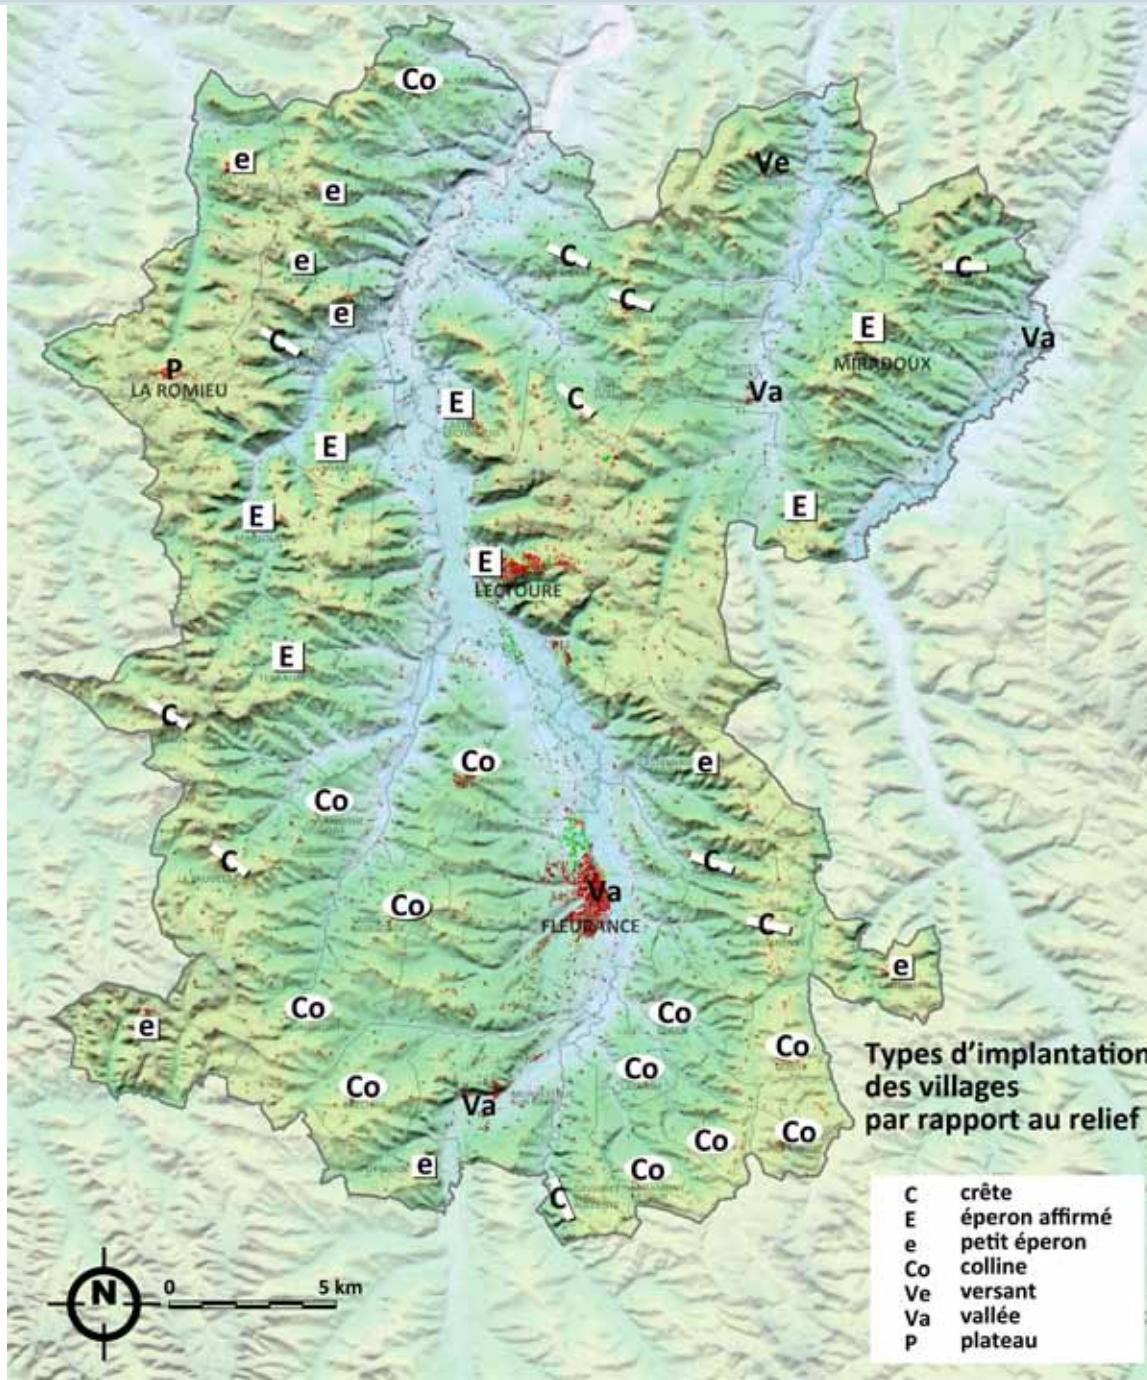 Co
e
Ve
e
C
e
C
C
e
E
C
Va
P
MIRADOUX
LA ROMIEU
Va
E
C
E
E
E
E
LECTOURE
E
C
Co
e
Co
C
C
Va
Co
FLEURANCE
C
e
Co
Co
e
Co
Co
Co
Va
Co
Co
e
Co
C
Types d'implantation
des villages
par rapport au relief
C crête
E éperon affirmé
e petit éperon
Co colline
Ve versant
Va vallée
P plateau
N
0 5 km